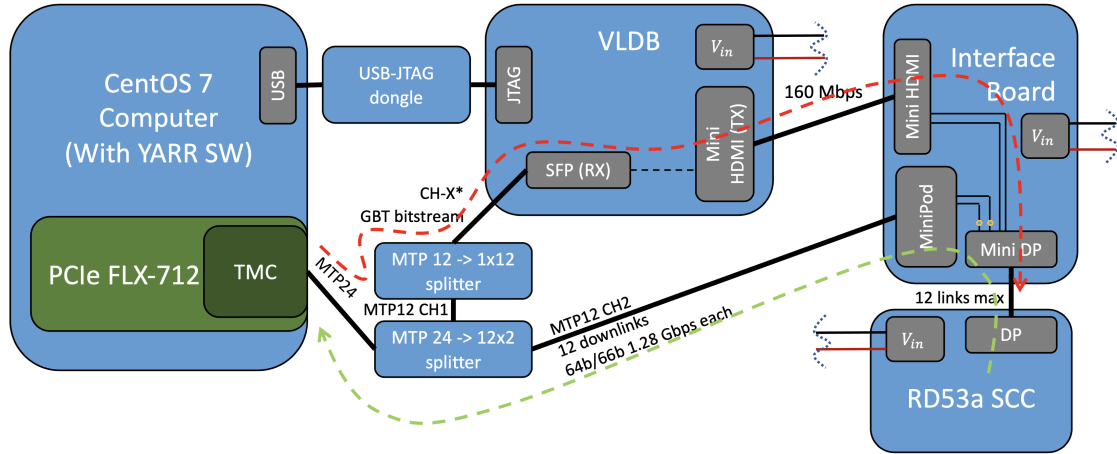 CentOS 7
Computer
(With YARR SW)
USB
USB-JTAG
dongle
JTAG
VLDB
V_in
Mini
HDMI (TX)
SFP (RX)
160 Mbps
Mini HDMI
Interface
Board
V_in
MiniPod
Mini DP
CH-X*
GBT bitstream
PCIe FLX-712
TMC
MTP24
MTP 12 -> 1x12
splitter
MTP12 CH1
MTP 24 -> 12x2
splitter
MTP12 CH2
12 downlinks
64b/66b 1.28 Gbps each
12 links max
V_in
DP
RD53a SCC